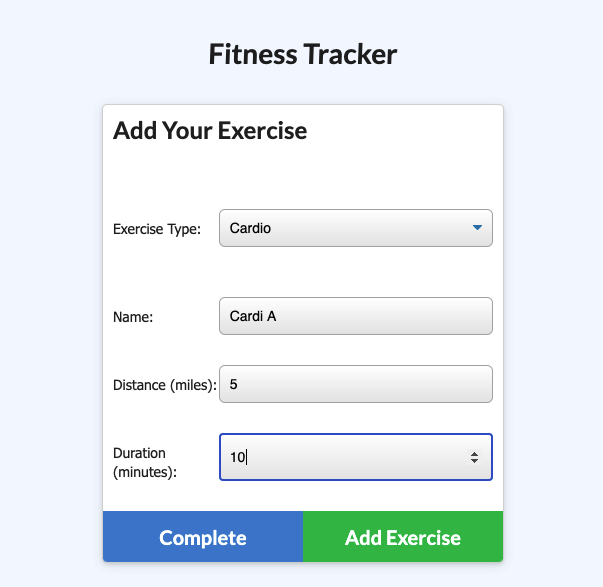 Fitness Tracker
Add Your Exercise
Exercise Type: Cardio
Name: Cardi A
Distance (miles): 5
Duration
(minutes): 10
Complete Add Exercise